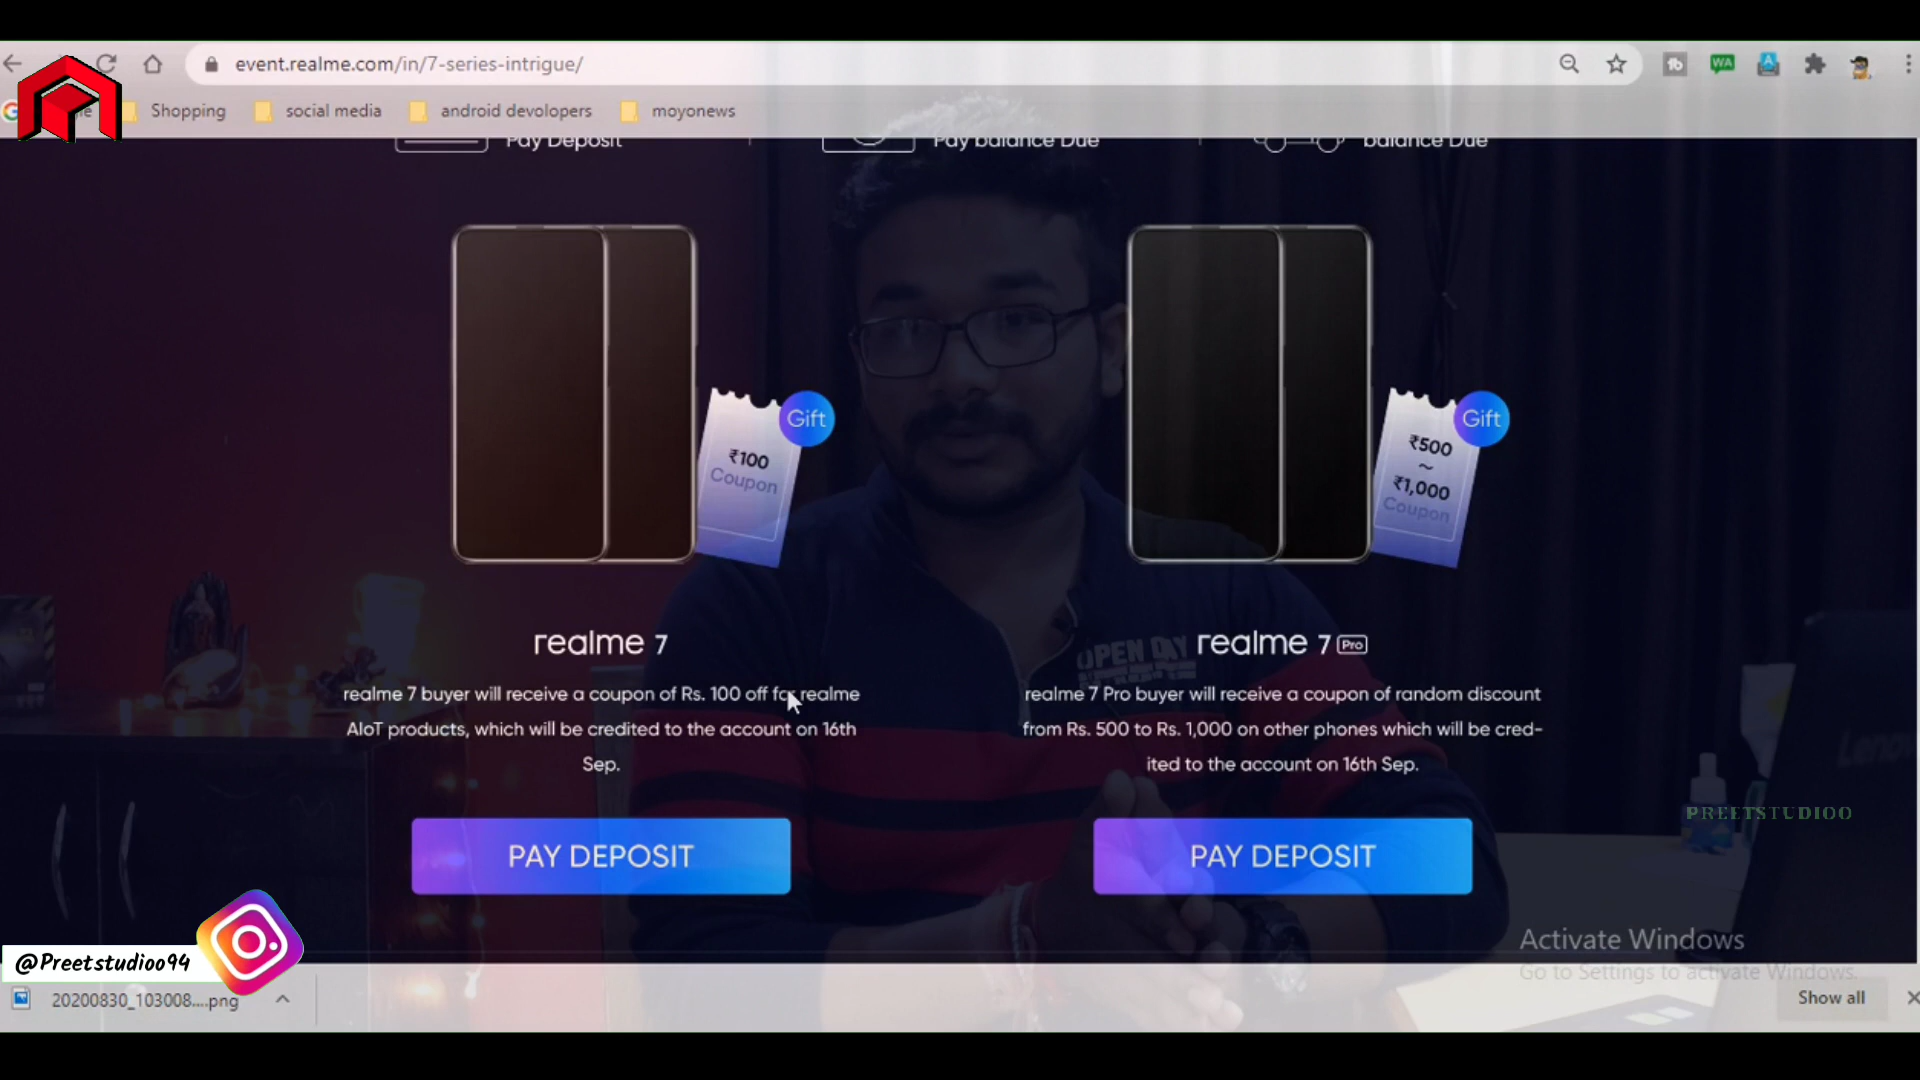 event.realme.com/in/7-series-intrigue/
Shopping
social media
android devolopers
moyonews
Pay Deposit
Pay balance Due
balance Due
Gift
₹100
Coupon
Gift
₹500
~
₹1,000
Coupon
realme 7
realme 7 Pro
realme 7 buyer will receive a coupon of Rs. 100 off for realme
AIoT products, which will be credited to the account on 16th
Sep.
realme 7 Pro buyer will receive a coupon of random discount
from Rs. 500 to Rs. 1,000 on other phones which will be cred-
ited to the account on 16th Sep.
OPEN DAY
PREETSTUDIOO
PAY DEPOSIT
PAY DEPOSIT
Activate Windows
Go to Settings to activate Windows.
@Preetstudioo94
20200830_103008....png
Show all